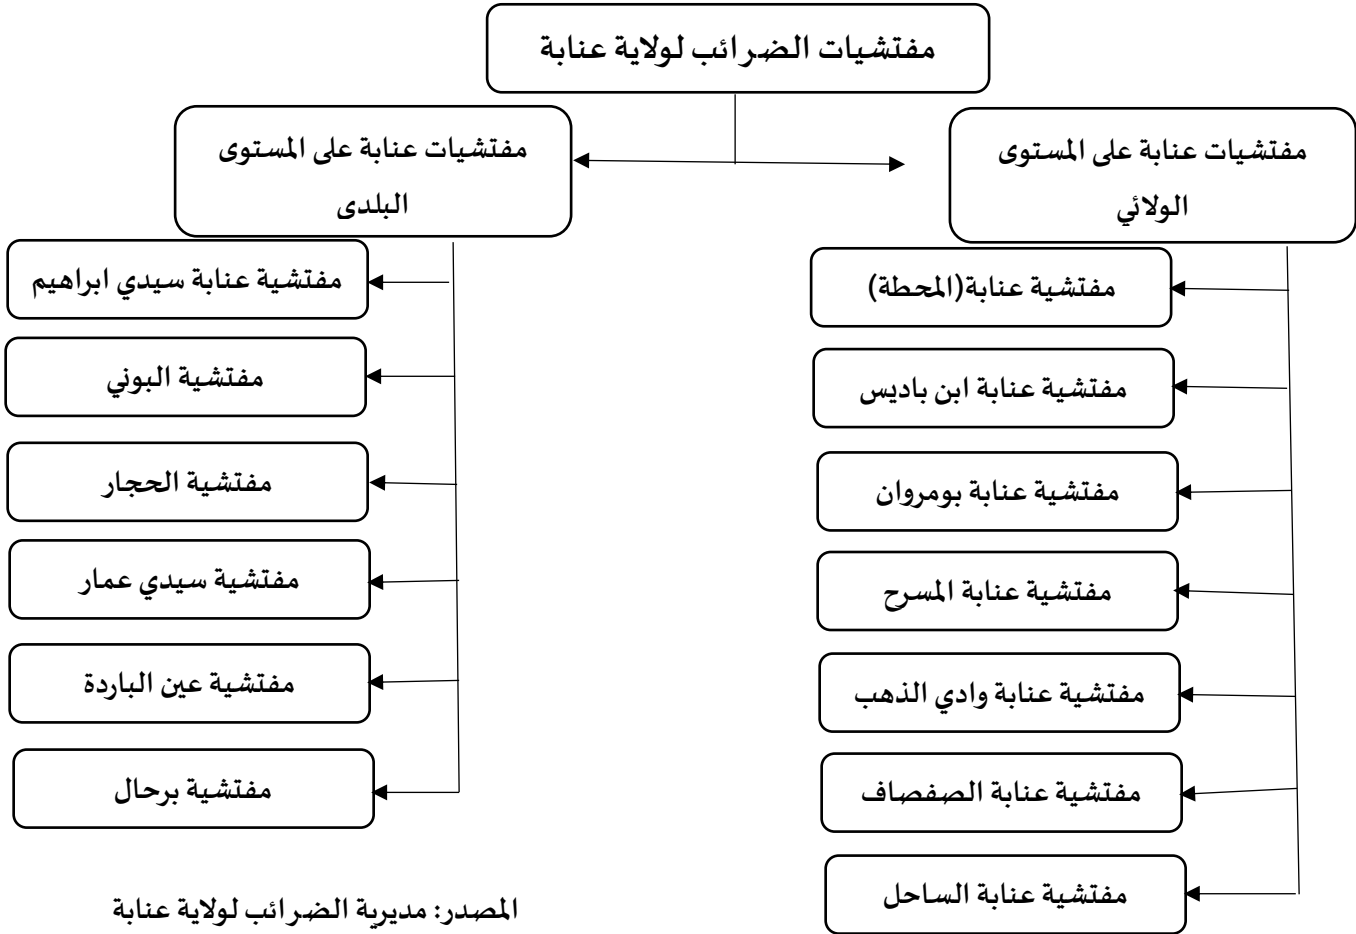 مفتشيات الضرائب لولاية عنابة
مفتشيات عنابة على المستوى
الولائي
مفتشية عنابة(المحطة)
مفتشية عنابة ابن باديس
مفتشية عنابة بومروان
مفتشية عنابة المسرح
مفتشية عنابة وادي الذهب
مفتشية عنابة الصفصاف
مفتشية عنابة الساحل
مفتشيات عنابة على المستوى
البلدى
مفتشية عنابة سيدي ابراهيم
مفتشية البوني
مفتشية الحجار
مفتشية سيدي عمار
مفتشية عين الباردة
مفتشية برحال
المصدر: مديرية الضرائب لولاية عنابة